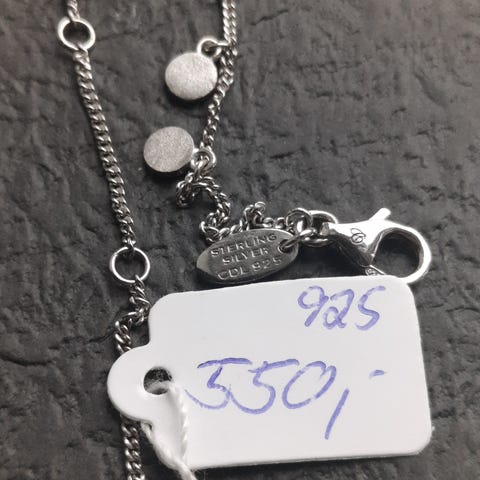 STERLING
SILVER
CDL 925
925
550,-